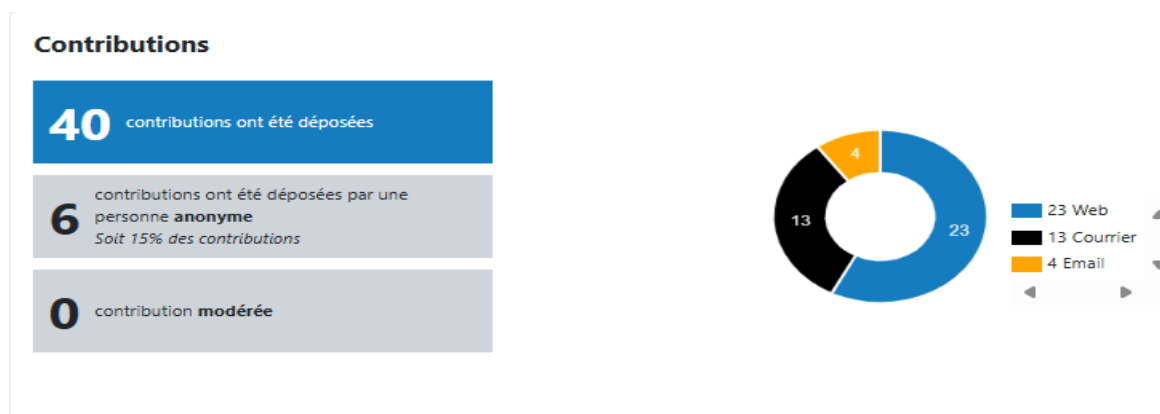 Contributions
40 contributions ont été déposées
6 contributions ont été déposées par une
personne anonyme
Soit 15% des contributions
0 contribution modérée
4
13
23
23 Web
13 Courrier
4 Email